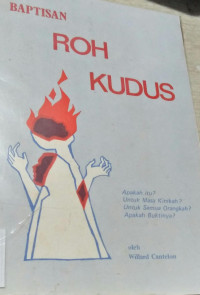 BAPTISAN
ROH
KUDUS
Apakah itu?
Untuk Masa Kinikah?
Untuk Semua Orangkah?
Apakah Buktinya?
oleh
Willard Cantelon